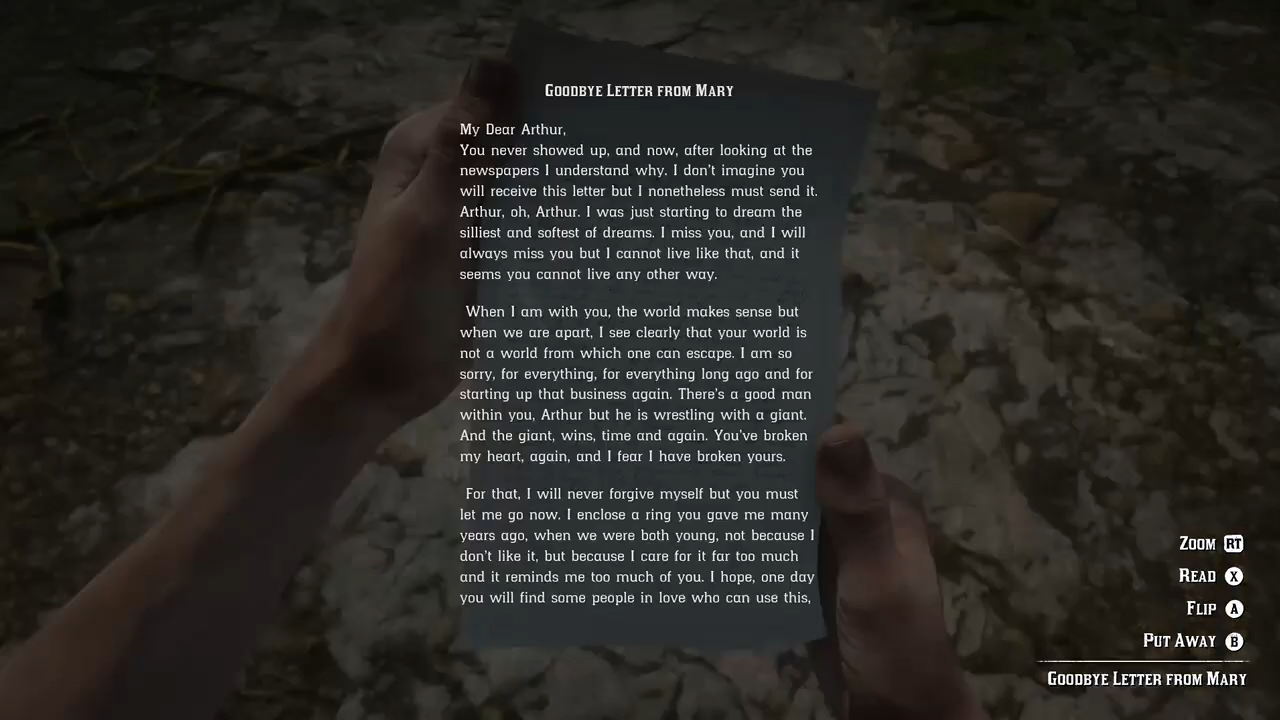 Goodbye Letter from Mary
My Dear Arthur,
You never showed up, and now, after looking at the
newspapers I understand why. I don't imagine you
will receive this letter but I nonetheless must send it.
Arthur, oh, Arthur. I was just starting to dream the
silliest and softest of dreams. I miss you, and I will
always miss you but I cannot live like that, and it
seems you cannot live any other way.
When I am with you, the world makes sense but
when we are apart, I see clearly that your world is
not a world from which one can escape. I am so
sorry, for everything, for everything long ago and for
starting up that business again. There's a good man
within you, Arthur but he is wrestling with a giant.
And the giant, wins, time and again. You've broken
my heart, again, and I fear I have broken yours.
For that, I will never forgive myself but you must
let me go now. I enclose a ring you gave me many
years ago, when we were both young, not because I
don't like it, but because I care for it far too much
and it reminds me too much of you. I hope, one day
you will find some people in love who can use this,
Zoom RT
Read X
Flip A
Put Away B
Goodbye Letter from Mary